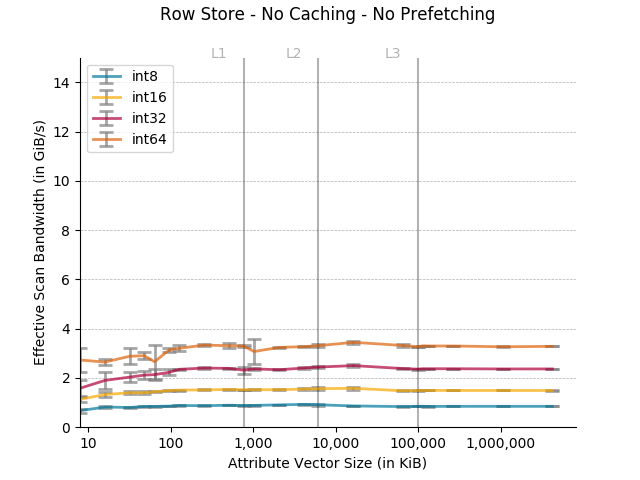 Row Store - No Caching - No Prefetching
L1
L2
L3
int8
int16
int32
int64
14
12
10
8
6
4
2
0
Effective Scan Bandwidth (in GiB/s)
10
100
1,000
10,000
100,000
1,000,000
Attribute Vector Size (in KiB)